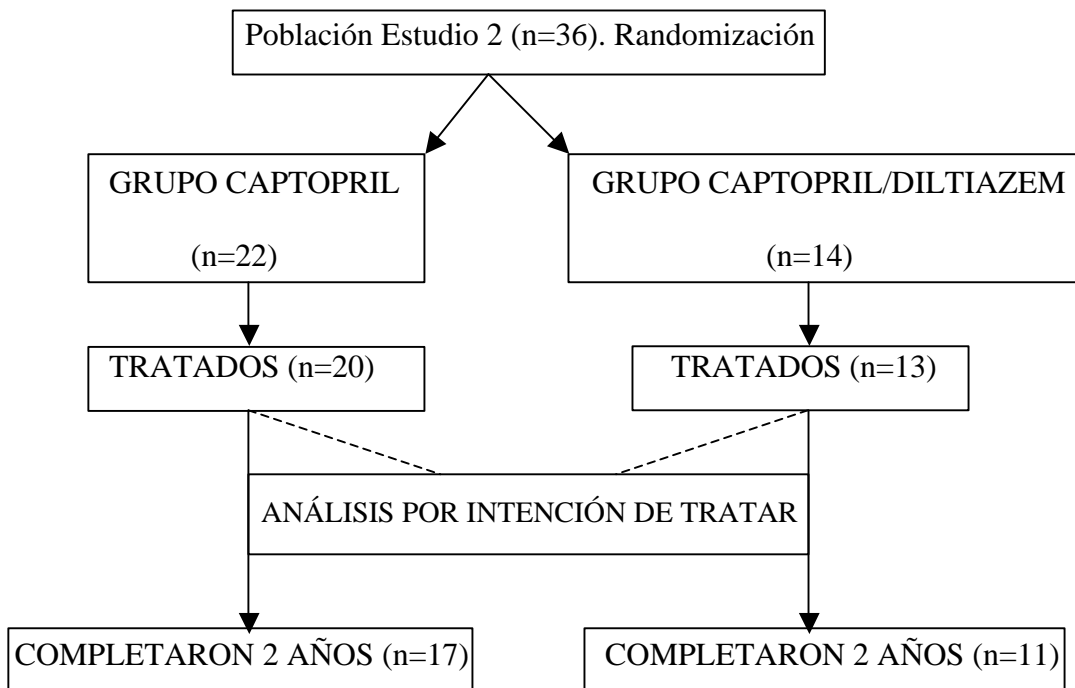 Población Estudio 2 (n=36). Randomización
GRUPO CAPTOPRIL
(n=22)
GRUPO CAPTOPRIL/DILTIAZEM
(n=14)
TRATADOS (n=20)
TRATADOS (n=13)
ANÁLISIS POR INTENCIÓN DE TRATAR
COMPLETARON 2 AÑOS (n=17)
COMPLETARON 2 AÑOS (n=11)